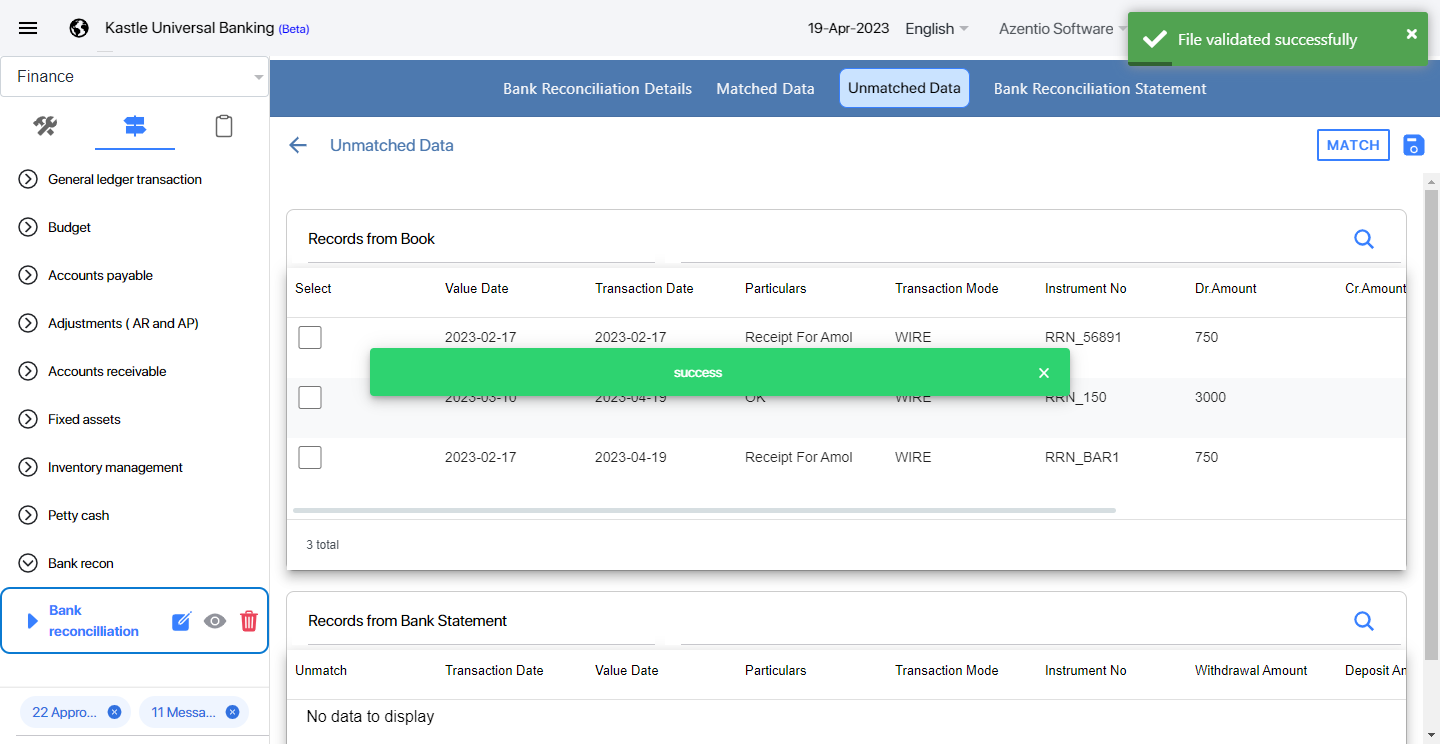 Kastle Universal Banking (Beta)
19-Apr-2023
English
Azentio Software
File validated successfully
Finance
General ledger transaction
Budget
Accounts payable
Adjustments ( AR and AP)
Accounts receivable
Fixed assets
Inventory management
Petty cash
Bank recon
Bank
reconcilliation
22 Appro...
11 Messa...
Bank Reconciliation Details
Matched Data
Unmatched Data
Bank Reconciliation Statement
Unmatched Data
MATCH
Records from Book
Select Value Date Transaction Date Particulars Transaction Mode Instrument No Dr.Amount Cr.Amount
2023-02-17 2023-02-17 Receipt For Amol WIRE RRN_56891 750
success
2023-03-10 2023-04-19 OK WIRE RRN_150 3000
2023-02-17 2023-04-19 Receipt For Amol WIRE RRN_BAR1 750
3 total
Records from Bank Statement
Unmatch Transaction Date Value Date Particulars Transaction Mode Instrument No Withdrawal Amount Deposit An
No data to display